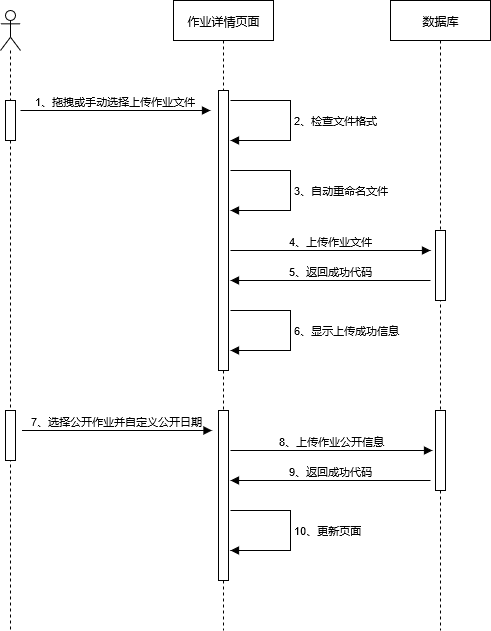 作业详情页面
数据库
1、拖拽或手动选择上传作业文件
2、检查文件格式
3、自动重命名文件
4、上传作业文件
5、返回成功代码
6、显示上传成功信息
7、选择公开作业并自定义公开日期
8、上传作业公开信息
9、返回成功代码
10、更新页面